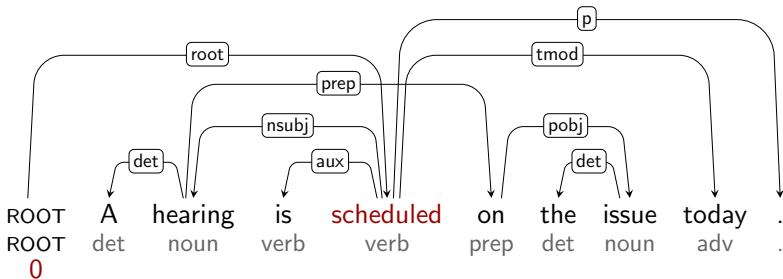 p
root tmod
prep
nsubj pobj
det aux det
ROOT A hearing is scheduled on the issue today .
ROOT det noun verb verb prep det noun adv .
0